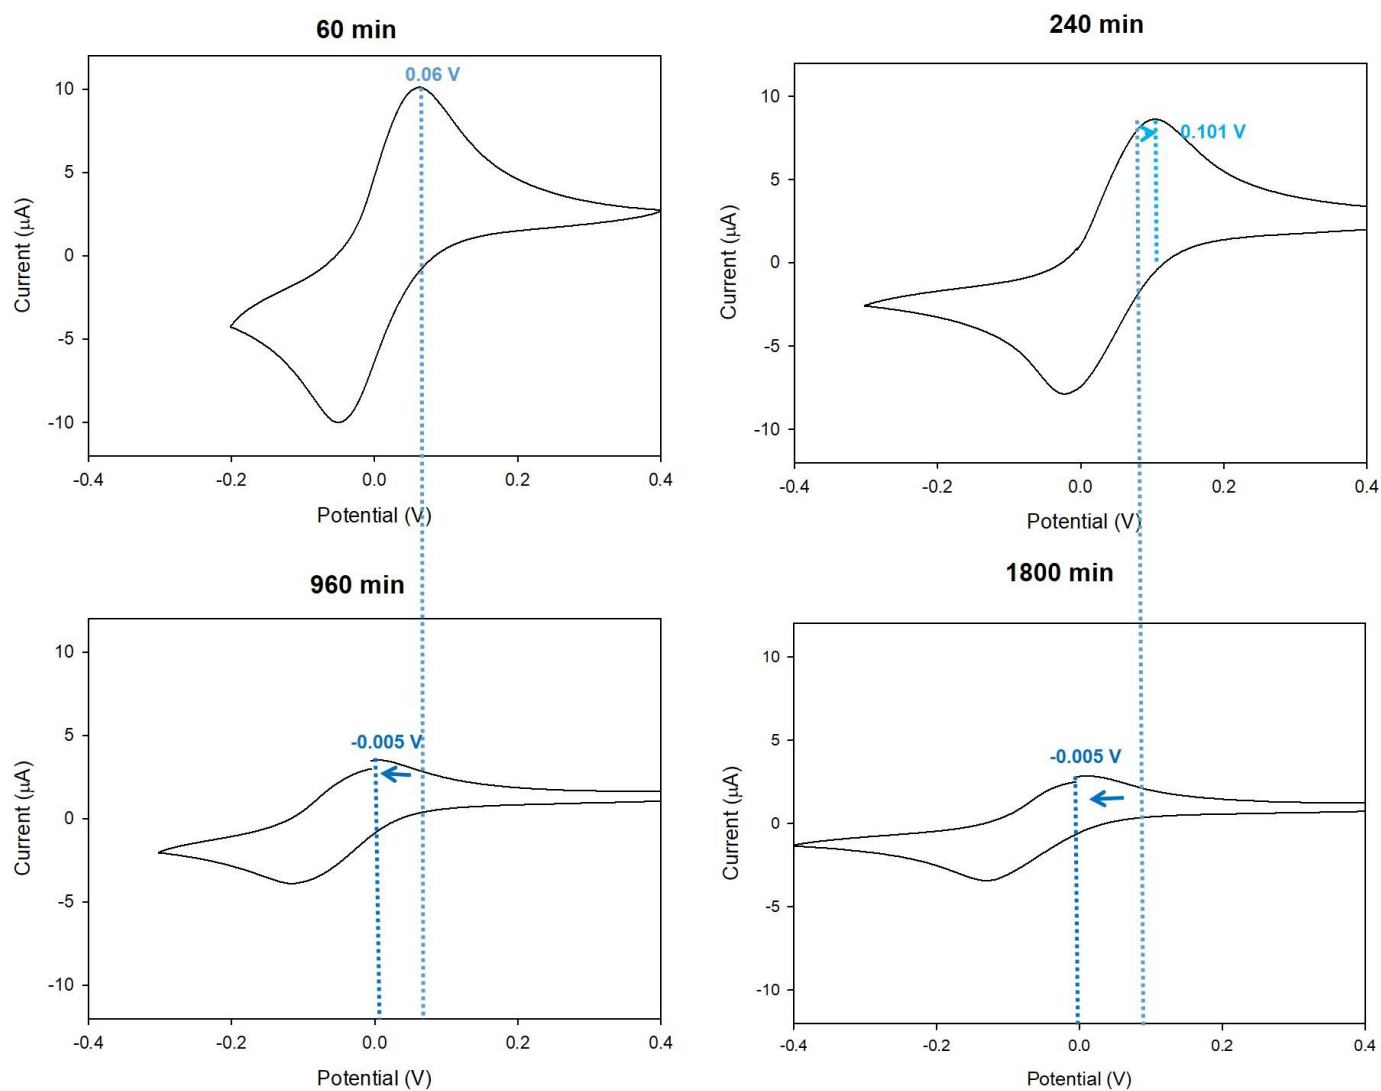 60 min
0.06 V
10
5
0
-5
-10
Current (μA)
-0.4
-0.2
0.0
0.2
0.4
Potential (V)
240 min
0.101 V
10
5
0
-5
-10
Current (μA)
-0.4
-0.2
0.0
0.2
0.4
Potential (V)
960 min
-0.005 V
10
5
0
-5
-10
Current (μA)
-0.4
-0.2
0.0
0.2
0.4
Potential (V)
1800 min
-0.005 V
10
5
0
-5
-10
Current (μA)
-0.4
-0.2
0.0
0.2
0.4
Potential (V)